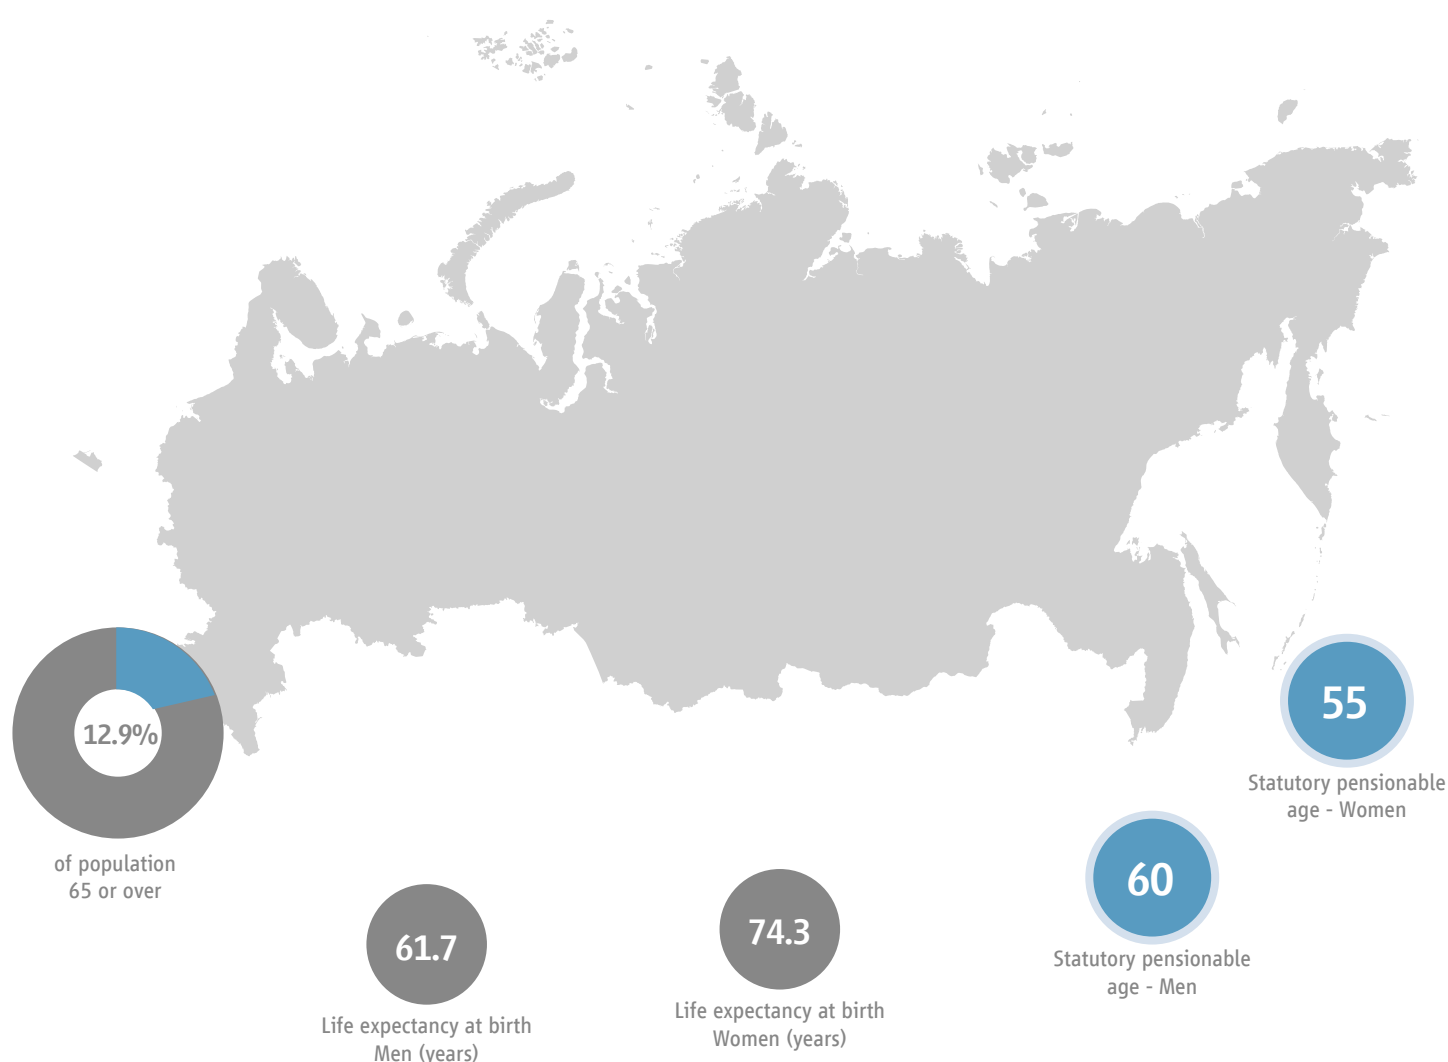 12.9%
of population
65 or over
61.7
Life expectancy at birth
Men (years)
74.3
Life expectancy at birth
Women (years)
60
Statutory pensionable
age - Men
55
Statutory pensionable
age - Women